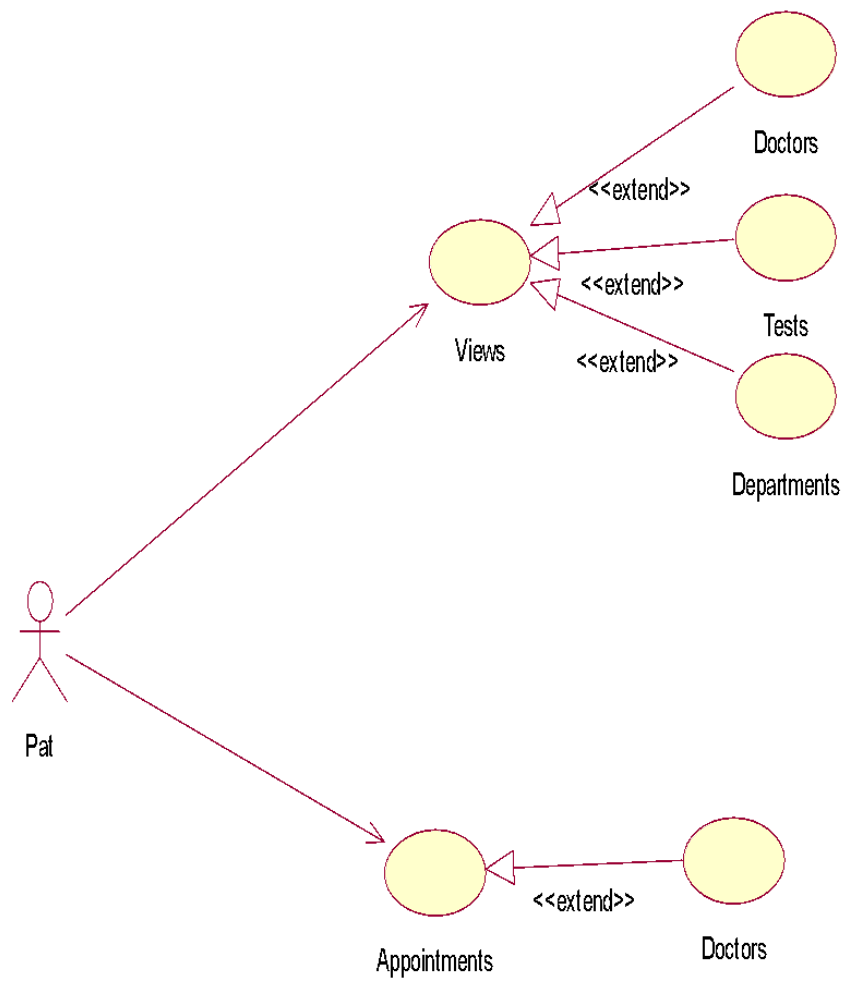 Doctors
<<extend>>
<<extend>>
Tests
Views
<<extend>>
Departments
Pat
<<extend>>
Doctors
Appointments